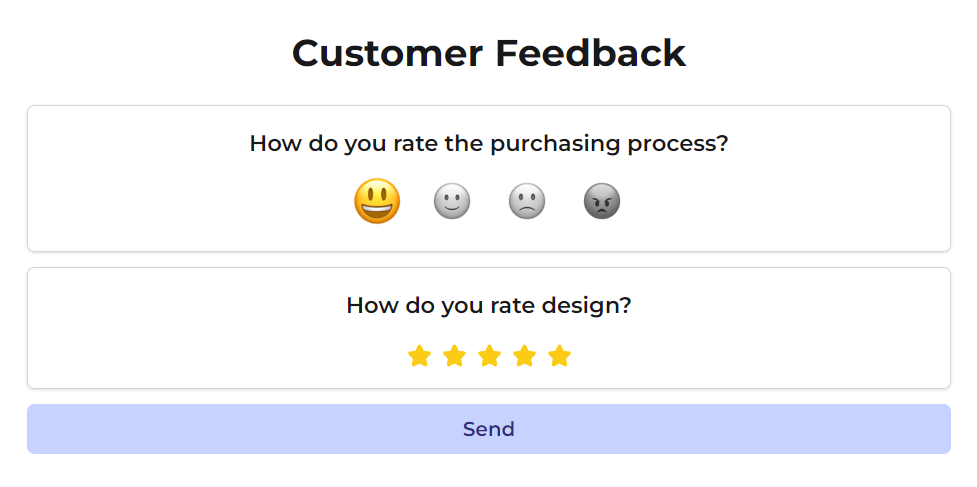 Customer Feedback
How do you rate the purchasing process?
How do you rate design?
Send